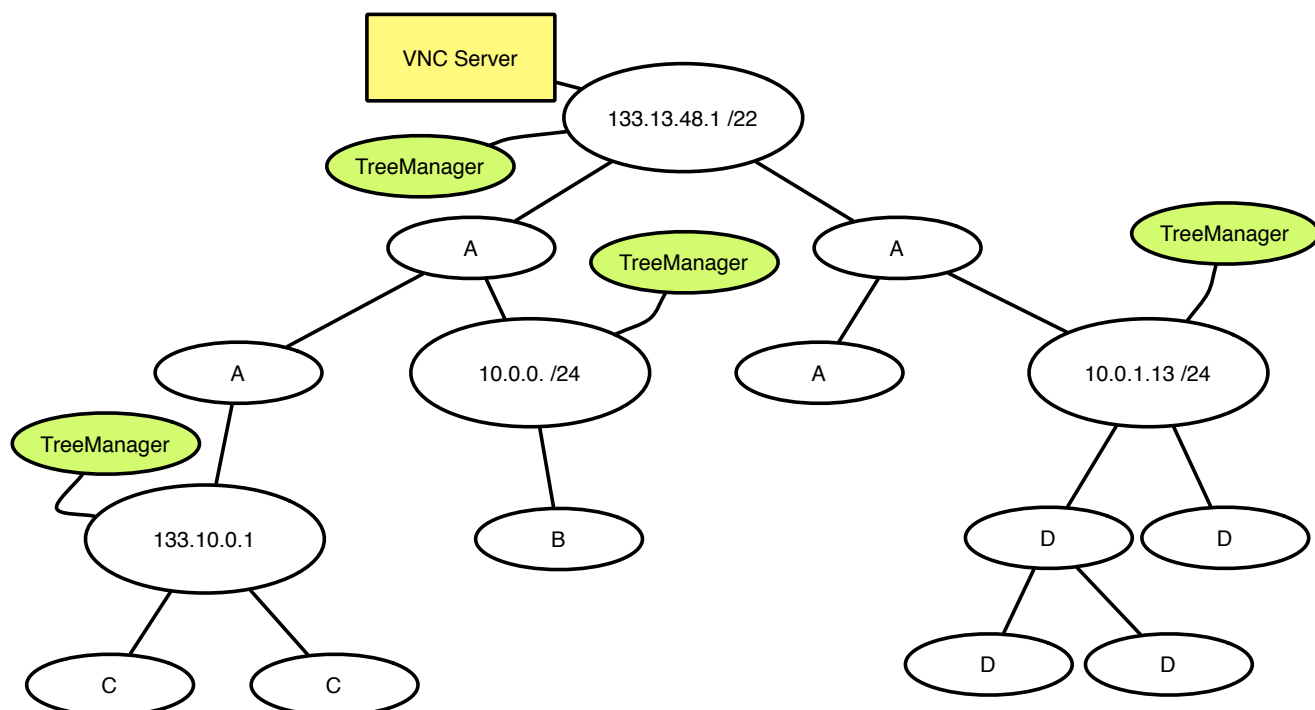 VNC Server
133.13.48.1 /22
TreeManager
A
TreeManager
A
TreeManager
A
10.0.0. /24
A
10.0.1.13 /24
TreeManager
133.10.0.1
B
D
D
C
C
D
D